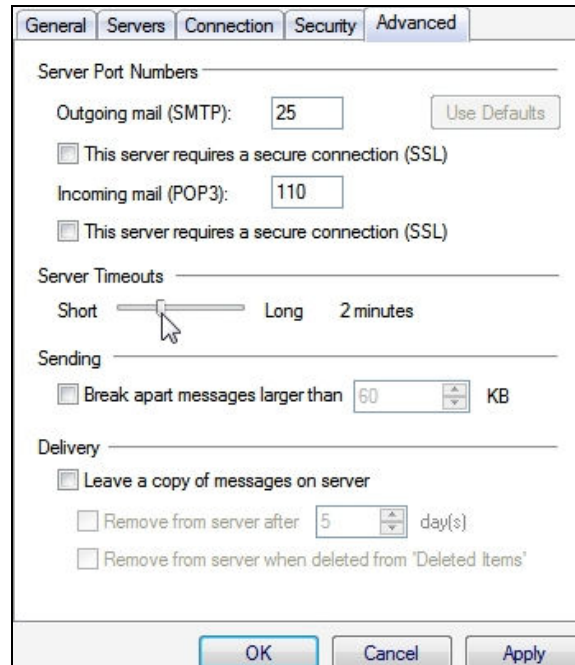 General Servers Connection Security Advanced
Server Port Numbers
Outgoing mail (SMTP): 25 Use Defaults
This server requires a secure connection (SSL)
Incoming mail (POP3): 110
This server requires a secure connection (SSL)
Server Timeouts
Short Long 2 minutes
Sending
Break apart messages larger than 60 KB
Delivery
Leave a copy of messages on server
Remove from server after 5 day(s)
Remove from server when deleted from 'Deleted Items'
OK Cancel Apply